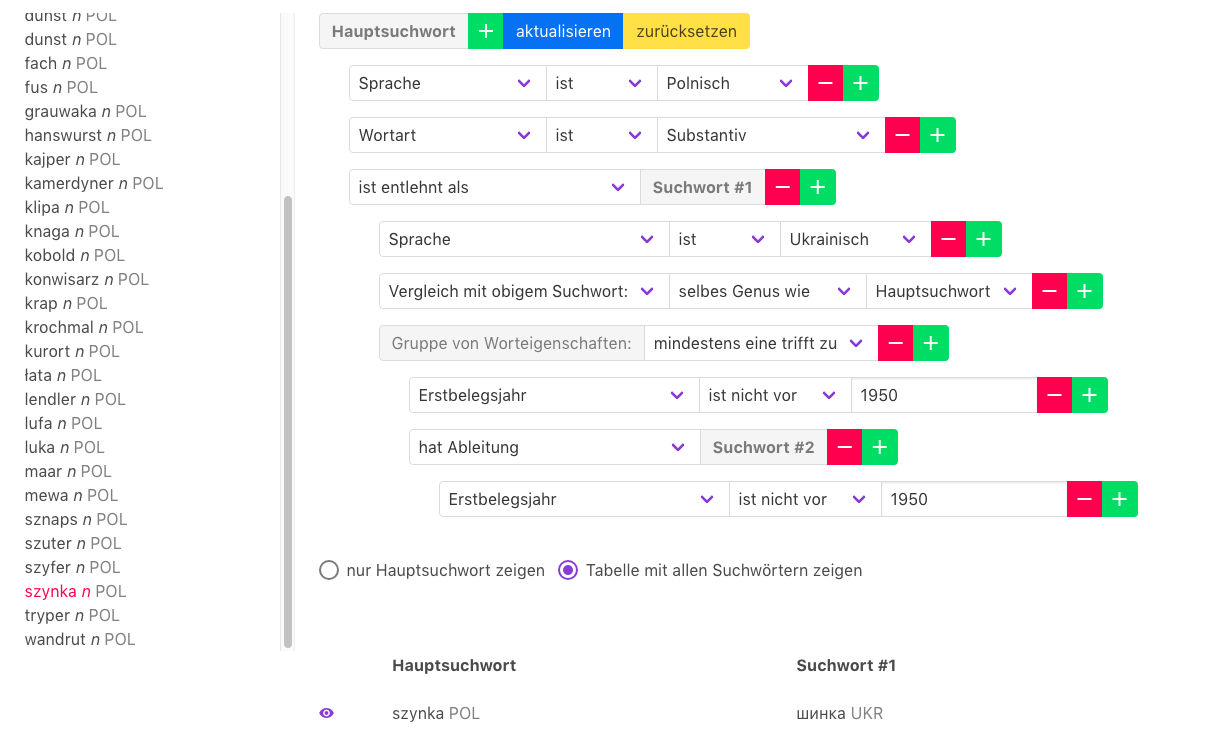 dunst n POL
dunst n POL
fach n POL
fus n POL
grauwaka n POL
hanswurst n POL
kajper n POL
kamerdyner n POL
klipa n POL
knaga n POL
kobold n POL
konwisarz n POL
krap n POL
krochmal n POL
kurort n POL
łata n POL
lendler n POL
lufa n POL
luka n POL
maar n POL
mewa n POL
sznaps n POL
szuter n POL
szyfer n POL
szynka n POL
tryper n POL
wandrut n POL
Hauptsuchwort + aktualisieren zurücksetzen
Sprache ist Polnisch − +
Wortart ist Substantiv − +
ist entlehnt als Suchwort #1 − +
Sprache ist Ukrainisch − +
Vergleich mit obigem Suchwort: selbes Genus wie Hauptsuchwort − +
Gruppe von Worteigenschaften: mindestens eine trifft zu − +
Erstbelegsjahr ist nicht vor 1950 − +
hat Ableitung Suchwort #2 − +
Erstbelegsjahr ist nicht vor 1950 − +
nur Hauptsuchwort zeigen Tabelle mit allen Suchwörtern zeigen
Hauptsuchwort Suchwort #1
szynka POL шинка UKR